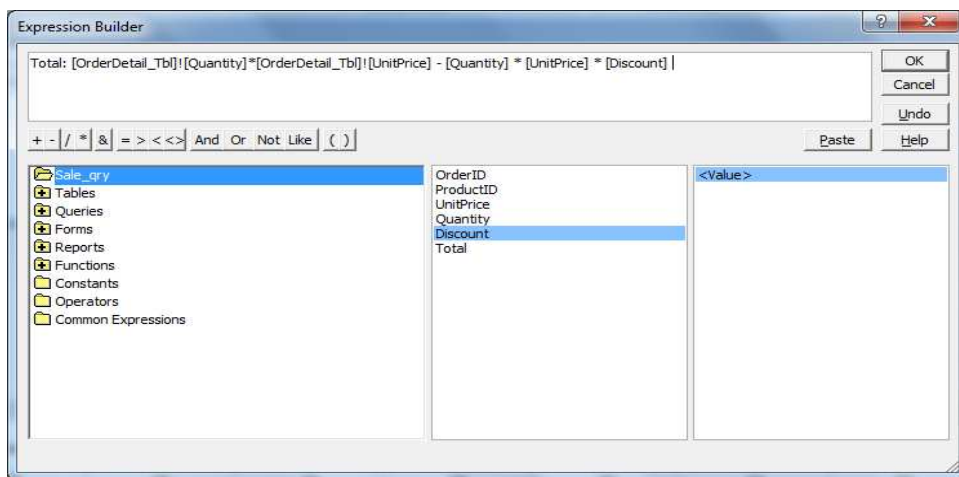 Expression Builder
Total: [OrderDetail_Tbl]![Quantity]*[OrderDetail_Tbl]![UnitPrice] - [Quantity] * [UnitPrice] * [Discount]
OK
Cancel
Undo
+ - / * & = > < <> And Or Not Like ( )
Paste
Help
Sale_qry
Tables
Queries
Forms
Reports
Functions
Constants
Operators
Common Expressions
OrderID
ProductID
UnitPrice
Quantity
Discount
Total
<Value>